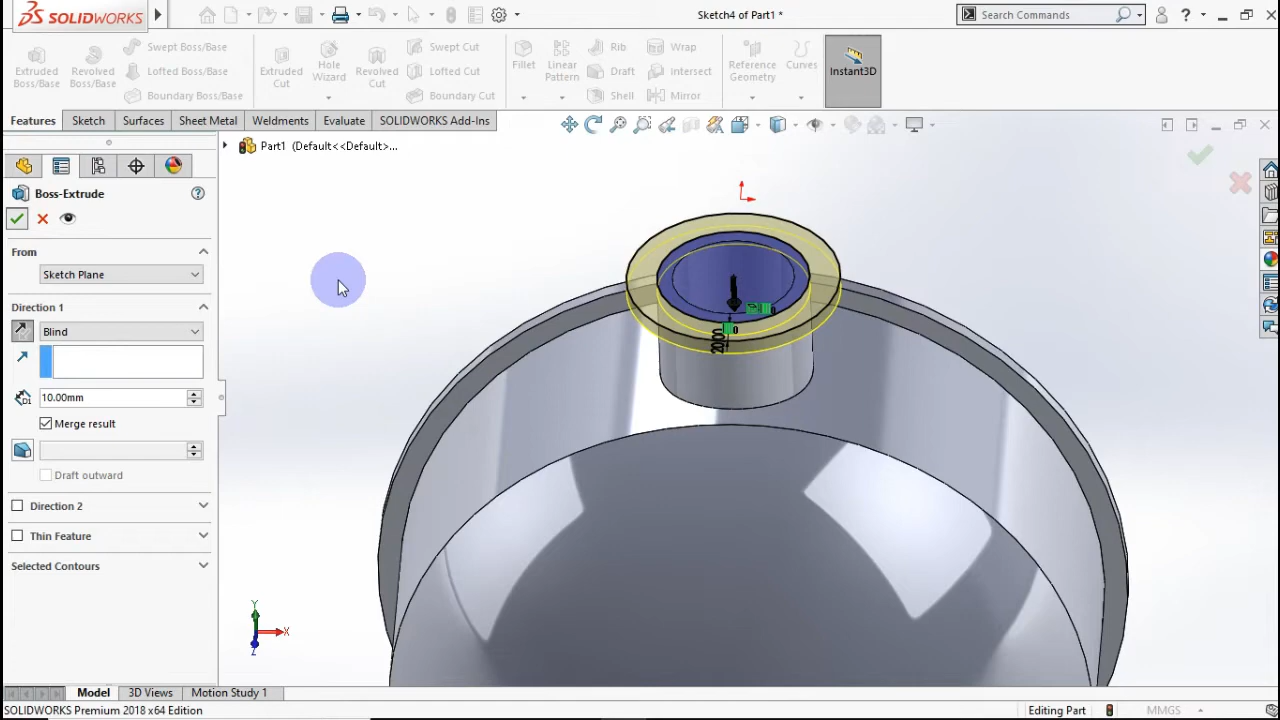 SOLIDWORKS
Sketch4 of Part1 *
Search Commands
Extruded Boss/Base
Revolved Boss/Base
Swept Boss/Base
Lofted Boss/Base
Boundary Boss/Base
Extruded Cut
Hole Wizard
Revolved Cut
Swept Cut
Lofted Cut
Boundary Cut
Fillet
Linear Pattern
Rib
Draft
Shell
Wrap
Intersect
Mirror
Reference Geometry
Curves
Instant3D
Features
Sketch
Surfaces
Sheet Metal
Weldments
Evaluate
SOLIDWORKS Add-Ins
Part1 (Default<<Default>...
Boss-Extrude
From
Sketch Plane
Direction 1
Blind
10.00mm
Merge result
Draft outward
Direction 2
Thin Feature
Selected Contours
Y
X
Z
Model
3D Views
Motion Study 1
SOLIDWORKS Premium 2018 x64 Edition
Editing Part
MMGS